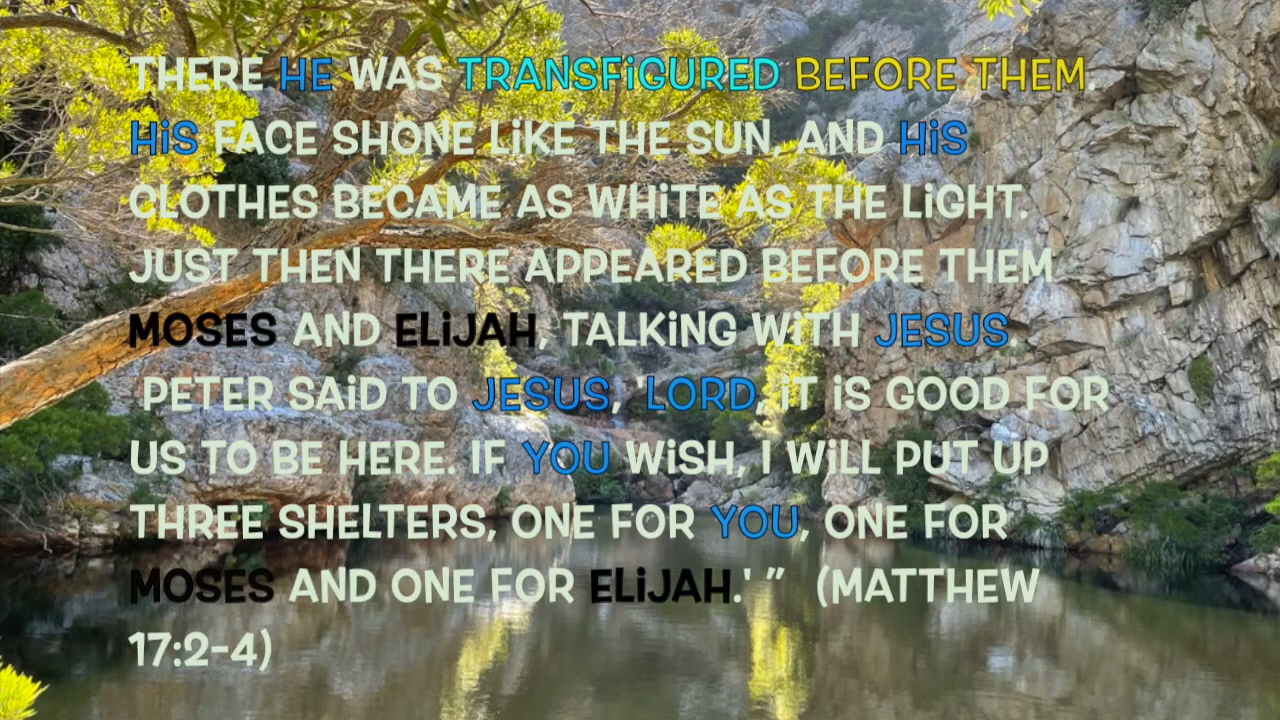 THERE HE WAS TRANSFiGURED BEFORE THEM.
HiS FACE SHONE LiKE THE SUN, AND HiS
CLOTHES BECAME AS WHiTE AS THE LiGHT.
JUST THEN THERE APPEARED BEFORE THEM
MOSES AND ELiJAH, TALKiNG WiTH JESUS.
PETER SAiD TO JESUS, 'LORD, iT iS GOOD FOR
US TO BE HERE. IF YOU WiSH, I WiLL PUT UP
THREE SHELTERS, ONE FOR YOU, ONE FOR
MOSES AND ONE FOR ELiJAH.' ” (MATTHEW
17:2-4)